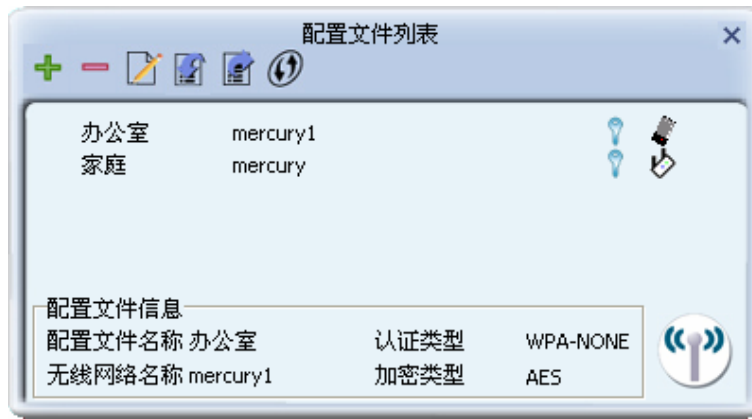 配置文件列表
办公室 mercury1
家庭 mercury
配置文件信息
配置文件名称 办公室 认证类型 WPA-NONE
无线网络名称 mercury1 加密类型 AES